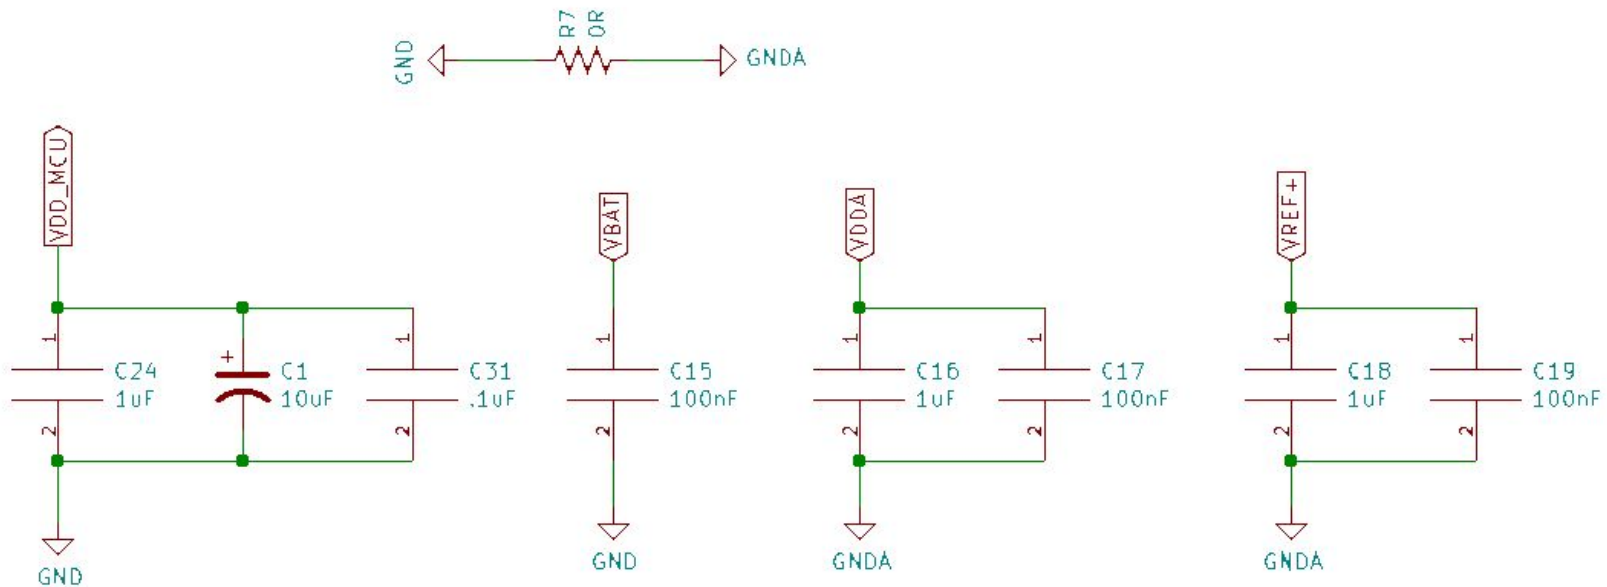 R7
0R
GND
GNDA
VDD_MCU
VBAT
VDDA
VREF+
1
+
1
1
1
1
1
1
C24
1uF
C1
10uF
C31
.1uF
C15
100nF
C16
1uF
C17
100nF
C18
1uF
C19
100nF
2
2
2
2
2
2
2
GND
GND
GNDA
GNDA